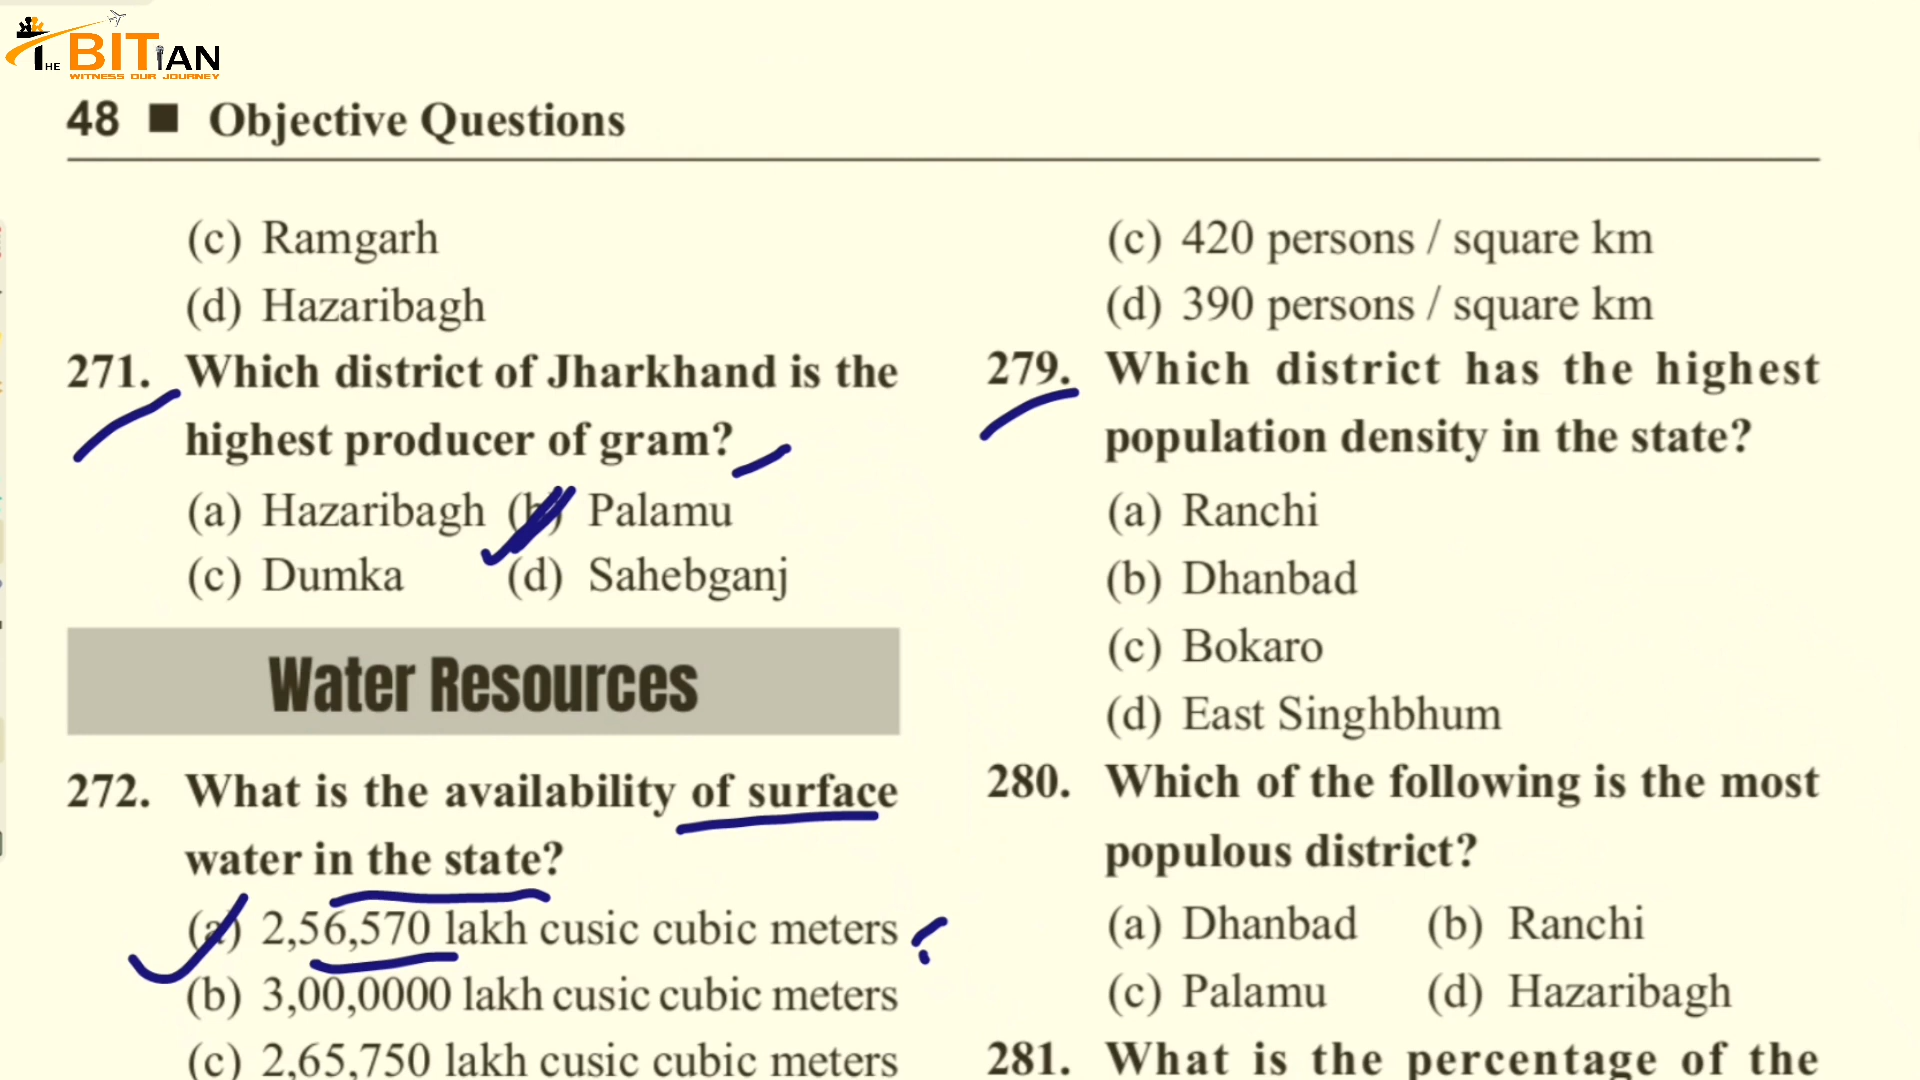 THE BITIAN
WITNESS OUR JOURNEY
48 ■ Objective Questions
(c) Ramgarh
(d) Hazaribagh
271. Which district of Jharkhand is the
highest producer of gram?
(a) Hazaribagh (b) Palamu
(c) Dumka (d) Sahebganj
Water Resources
272. What is the availability of surface
water in the state?
(a) 2,56,570 lakh cusic cubic meters
(b) 3,00,0000 lakh cusic cubic meters
(c) 2,65,750 lakh cusic cubic meters
(c) 420 persons / square km
(d) 390 persons / square km
279. Which district has the highest
population density in the state?
(a) Ranchi
(b) Dhanbad
(c) Bokaro
(d) East Singhbhum
280. Which of the following is the most
populous district?
(a) Dhanbad (b) Ranchi
(c) Palamu (d) Hazaribagh
281. What is the percentage of the